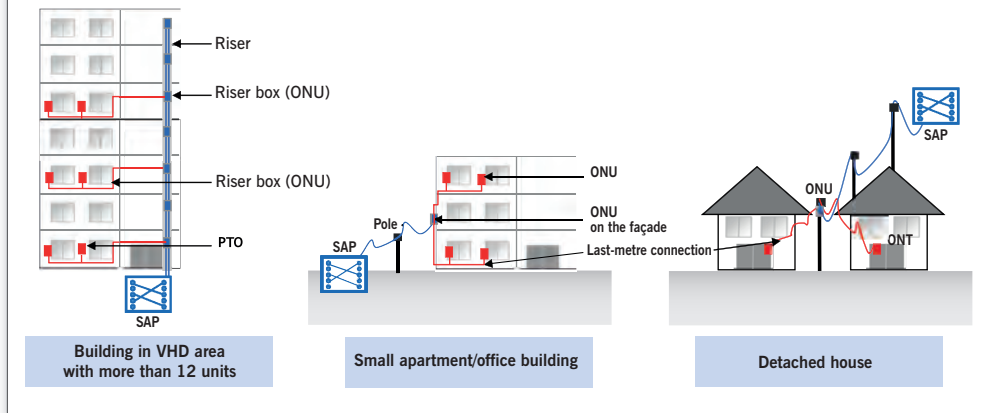 Riser
Riser box (ONU)
Riser box (ONU)
PTO
SAP
Building in VHD area
with more than 12 units
ONU
ONU
on the façade
Pole
SAP
Last-metre connection
Small apartment/office building
SAP
ONU
ONT
Detached house